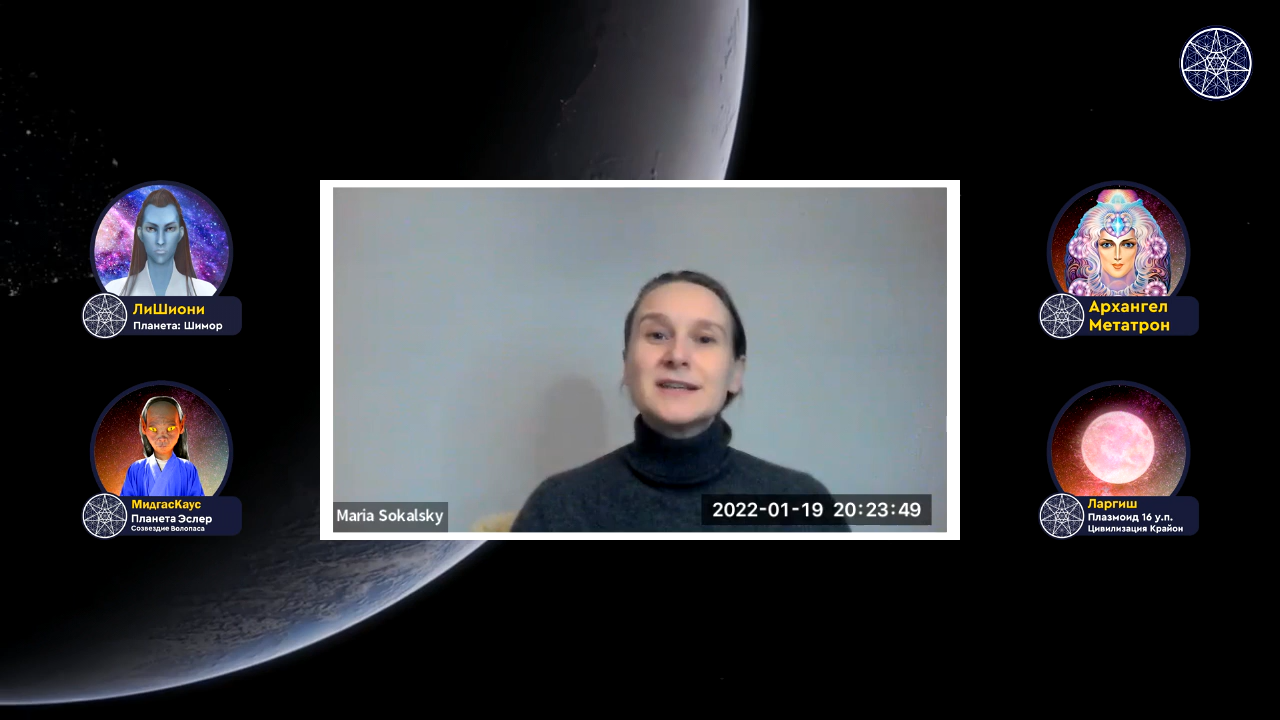 ЛиШиони
Планета: Шимор
Архангел
Метатрон
МидгасКаус
Планета Эслер
Созвездие Волопаса
Ларгиш
Плазмоид 16 у.п.
Цивилизация Крайон
Maria Sokalsky
2022-01-19 20:23:49